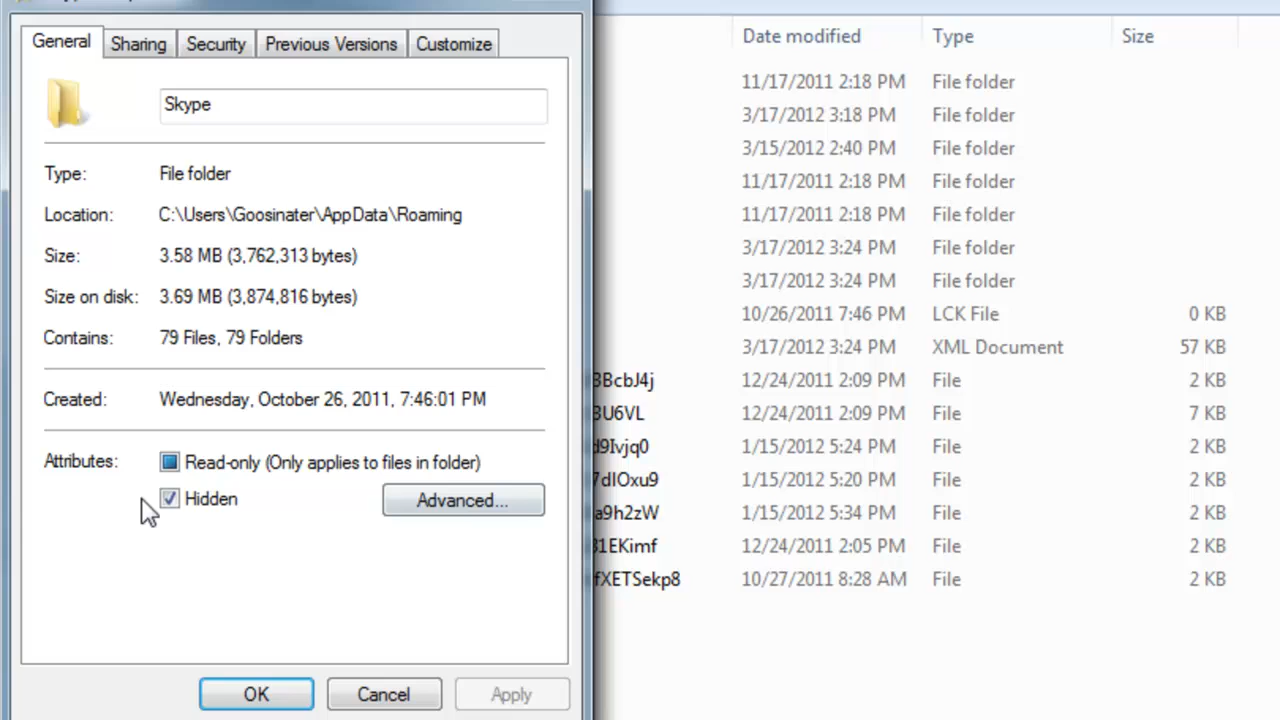 General Sharing Security Previous Versions Customize
Skype
Type: File folder
Location: C:\Users\Goosinater\AppData\Roaming
Size: 3.58 MB (3,762,313 bytes)
Size on disk: 3.69 MB (3,874,816 bytes)
Contains: 79 Files, 79 Folders
Created: Wednesday, October 26, 2011, 7:46:01 PM
Attributes: Read-only (Only applies to files in folder)
Hidden Advanced...
OK Cancel Apply
Date modified Type Size
11/17/2011 2:18 PM File folder
3/17/2012 3:18 PM File folder
3/15/2012 2:40 PM File folder
11/17/2011 2:18 PM File folder
11/17/2011 2:18 PM File folder
3/17/2012 3:24 PM File folder
3/17/2012 3:24 PM File folder
10/26/2011 7:46 PM LCK File 0 KB
3/17/2012 3:24 PM XML Document 57 KB
3BcbJ4j 12/24/2011 2:09 PM File 2 KB
3U6VL 12/24/2011 2:09 PM File 7 KB
d9Ivjq0 1/15/2012 5:24 PM File 2 KB
7dIOxu9 1/15/2012 5:20 PM File 2 KB
a9h2zW 1/15/2012 5:34 PM File 2 KB
31EKimf 12/24/2011 2:05 PM File 2 KB
fXETSekp8 10/27/2011 8:28 AM File 2 KB